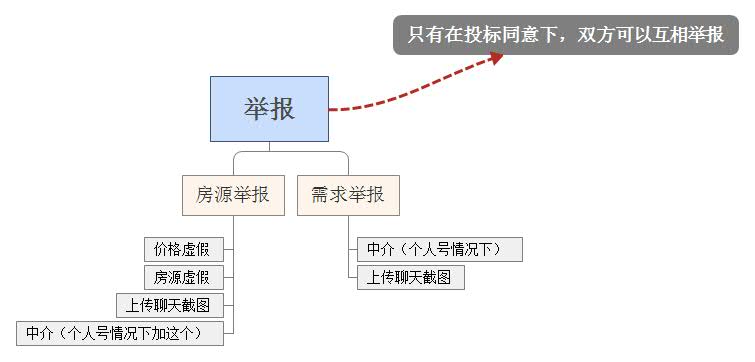 只有在投标同意下，双方可以互相举报
举报
房源举报
需求举报
价格虚假
房源虚假
上传聊天截图
中介（个人号情况下加这个）
中介（个人号情况下）
上传聊天截图